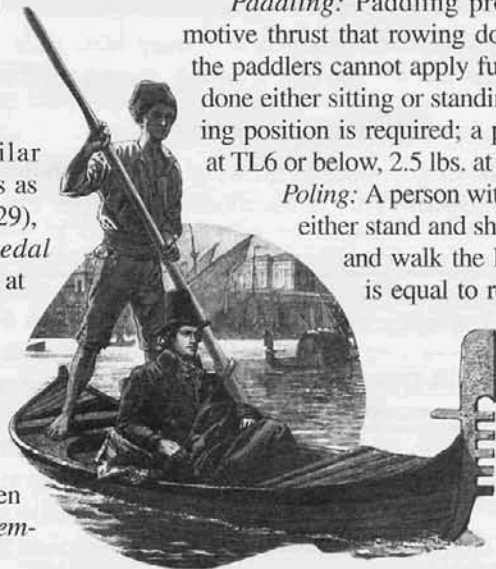 ilar
s as
29),
edal
at
en
em-
Paddling: Paddling pro
motive thrust that rowing do
the paddlers cannot apply fu
done either sitting or standin
ing position is required; a p
at TL6 or below, 2.5 lbs. at
Poling: A person wit
either stand and sh
and walk the l
is equal to r